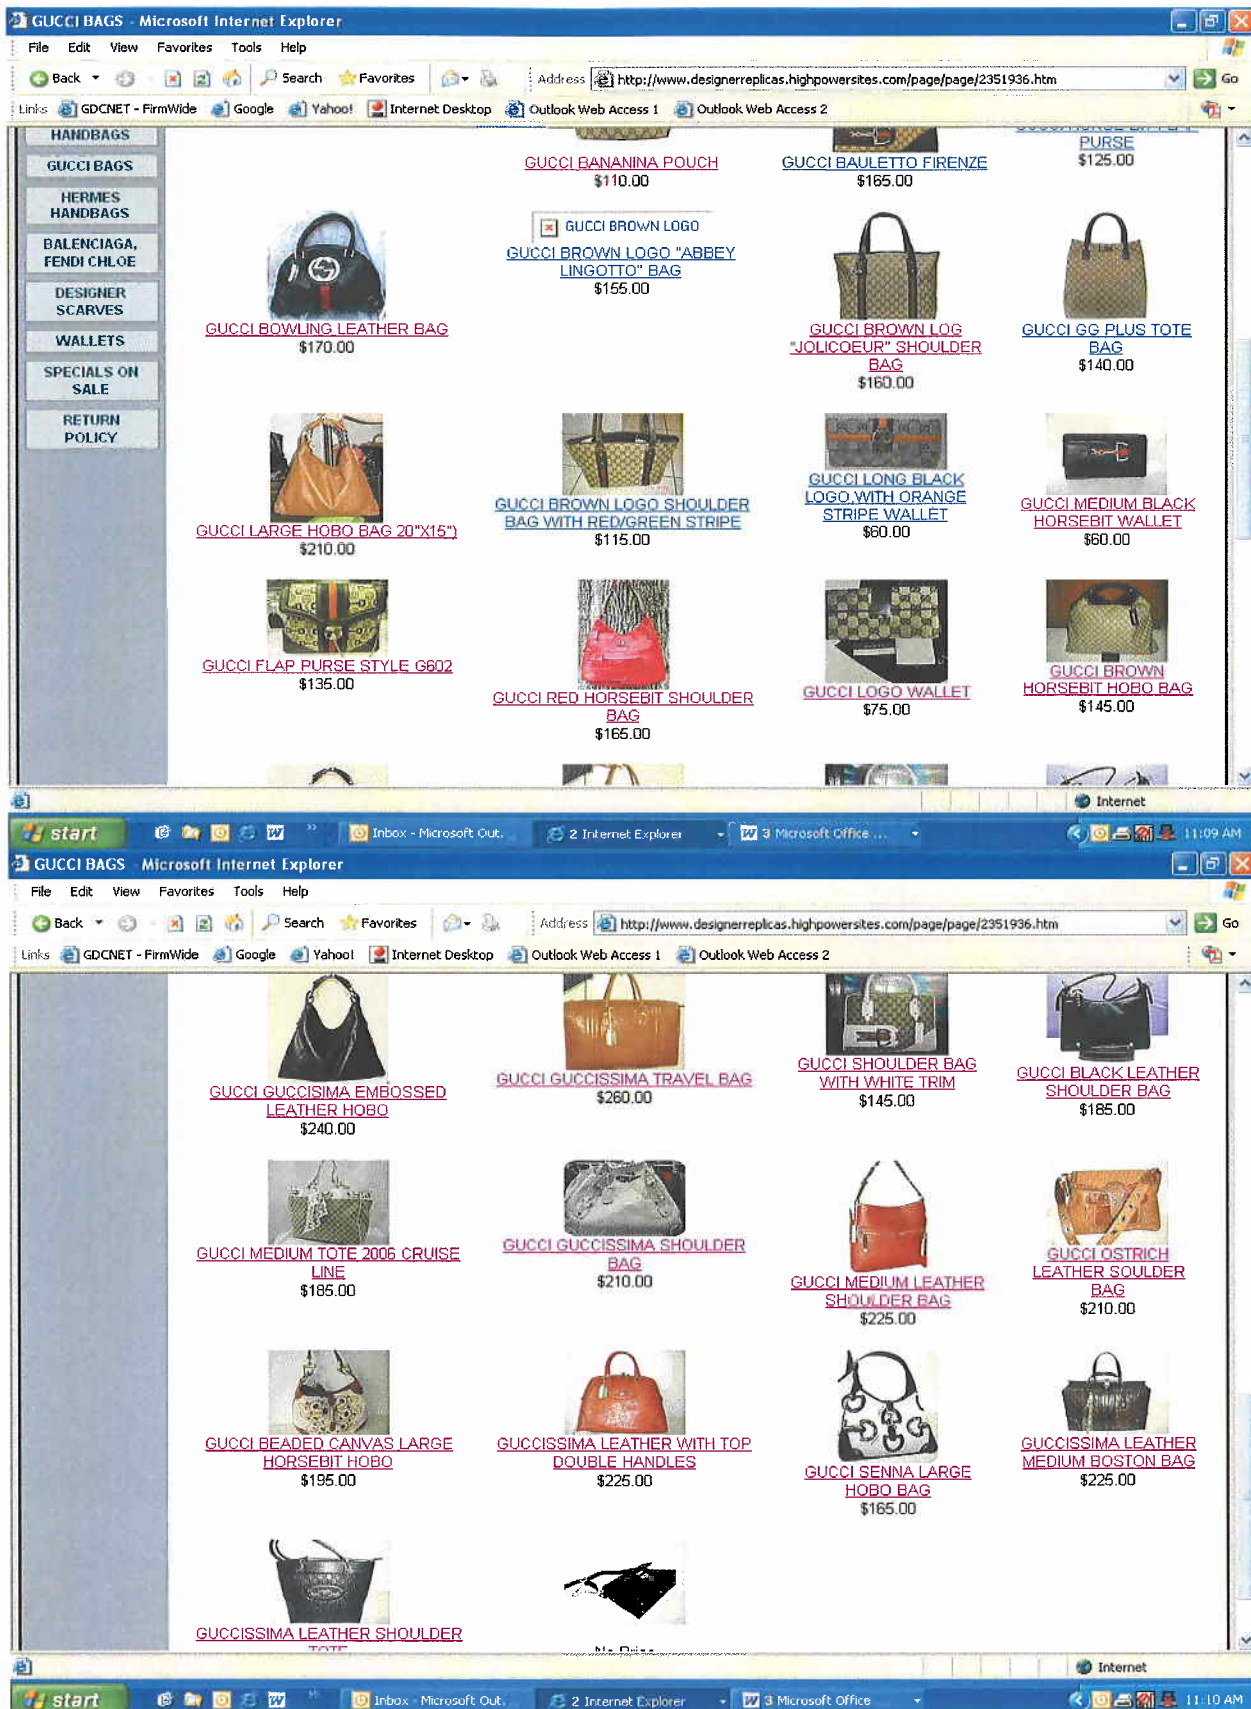 GUCCI BAGS - Microsoft Internet Explorer
File Edit View Favorites Tools Help
Back Search Favorites Address http://www.designerreplicas.highpowersites.com/page/page/2351936.htm Go
Links GDCNET - FirmWide Google Yahoo! Internet Desktop Outlook Web Access 1 Outlook Web Access 2
HANDBAGS
GUCCI BAGS
HERMES
HANDBAGS
BALENCIAGA,
FENDI CHLOE
DESIGNER
SCARVES
WALLETS
SPECIALS ON
SALE
RETURN
POLICY
GUCCI BANANINA POUCH
$110.00
GUCCI BAULETTO FIRENZE
$165.00
PURSE
$125.00
GUCCI BOWLING LEATHER BAG
$170.00
GUCCI BROWN LOGO
GUCCI BROWN LOGO "ABBEY
LINGOTTO" BAG
$155.00
GUCCI BROWN LOG
"JOLICOEUR" SHOULDER
BAG
$160.00
GUCCI GG PLUS TOTE
BAG
$140.00
GUCCI LARGE HOBO BAG 20"X15")
$210.00
GUCCI BROWN LOGO SHOULDER
BAG WITH RED/GREEN STRIPE
$115.00
GUCCI LONG BLACK
LOGO WITH ORANGE
STRIPE WALLET
$60.00
GUCCI MEDIUM BLACK
HORSEBIT WALLET
$60.00
GUCCI FLAP PURSE STYLE G602
$135.00
GUCCI RED HORSEBIT SHOULDER
BAG
$165.00
GUCCI LOGO WALLET
$75.00
GUCCI BROWN
HORSEBIT HOBO BAG
$145.00
Internet
start Inbox - Microsoft Out. 2 Internet Explorer 3 Microsoft Office ... 11:09 AM
GUCCI BAGS Microsoft Internet Explorer
File Edit View Favorites Tools Help
Back Search Favorites Address http://www.designerreplicas.highpowersites.com/page/page/2351936.htm Go
Links GDCNET - FirmWide Google Yahoo! Internet Desktop Outlook Web Access 1 Outlook Web Access 2
GUCCI GUCCISIMA EMBOSSED
LEATHER HOBO
$240.00
GUCCI GUCCISSIMA TRAVEL BAG
$260.00
GUCCI SHOULDER BAG
WITH WHITE TRIM
$145.00
GUCCI BLACK LEATHER
SHOULDER BAG
$185.00
GUCCI MEDIUM TOTE 2006 CRUISE
LINE
$185.00
GUCCI GUCCISSIMA SHOULDER
BAG
$210.00
GUCCI MEDIUM LEATHER
SHOULDER BAG
$225.00
GUCCI OSTRICH
LEATHER SOULDER
BAG
$210.00
GUCCI BEADED CANVAS LARGE
HORSEBIT HOBO
$195.00
GUCCISSIMA LEATHER WITH TOP
DOUBLE HANDLES
$225.00
GUCCI SENNA LARGE
HOBO BAG
$165.00
GUCCISSIMA LEATHER
MEDIUM BOSTON BAG
$225.00
GUCCISSIMA LEATHER SHOULDER
TOTE
No Price
Internet
start Inbox - Microsoft Out. 2 Internet Explorer 3 Microsoft Office 11:10 AM